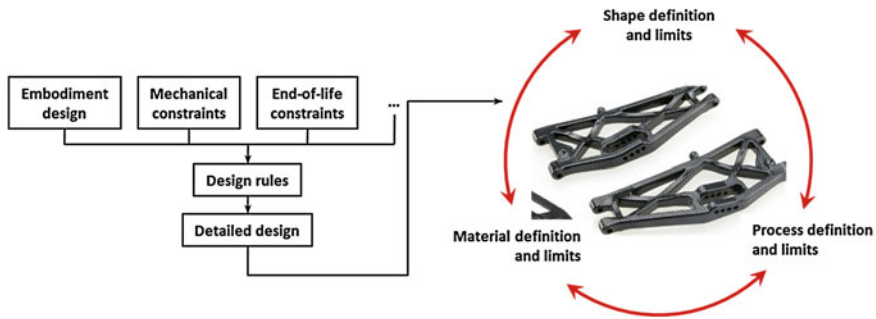 Shape definition
and limits
Embodiment
design
Mechanical
constraints
End-of-life
constraints
...
Design rules
Detailed design
Material definition
and limits
Process definition
and limits